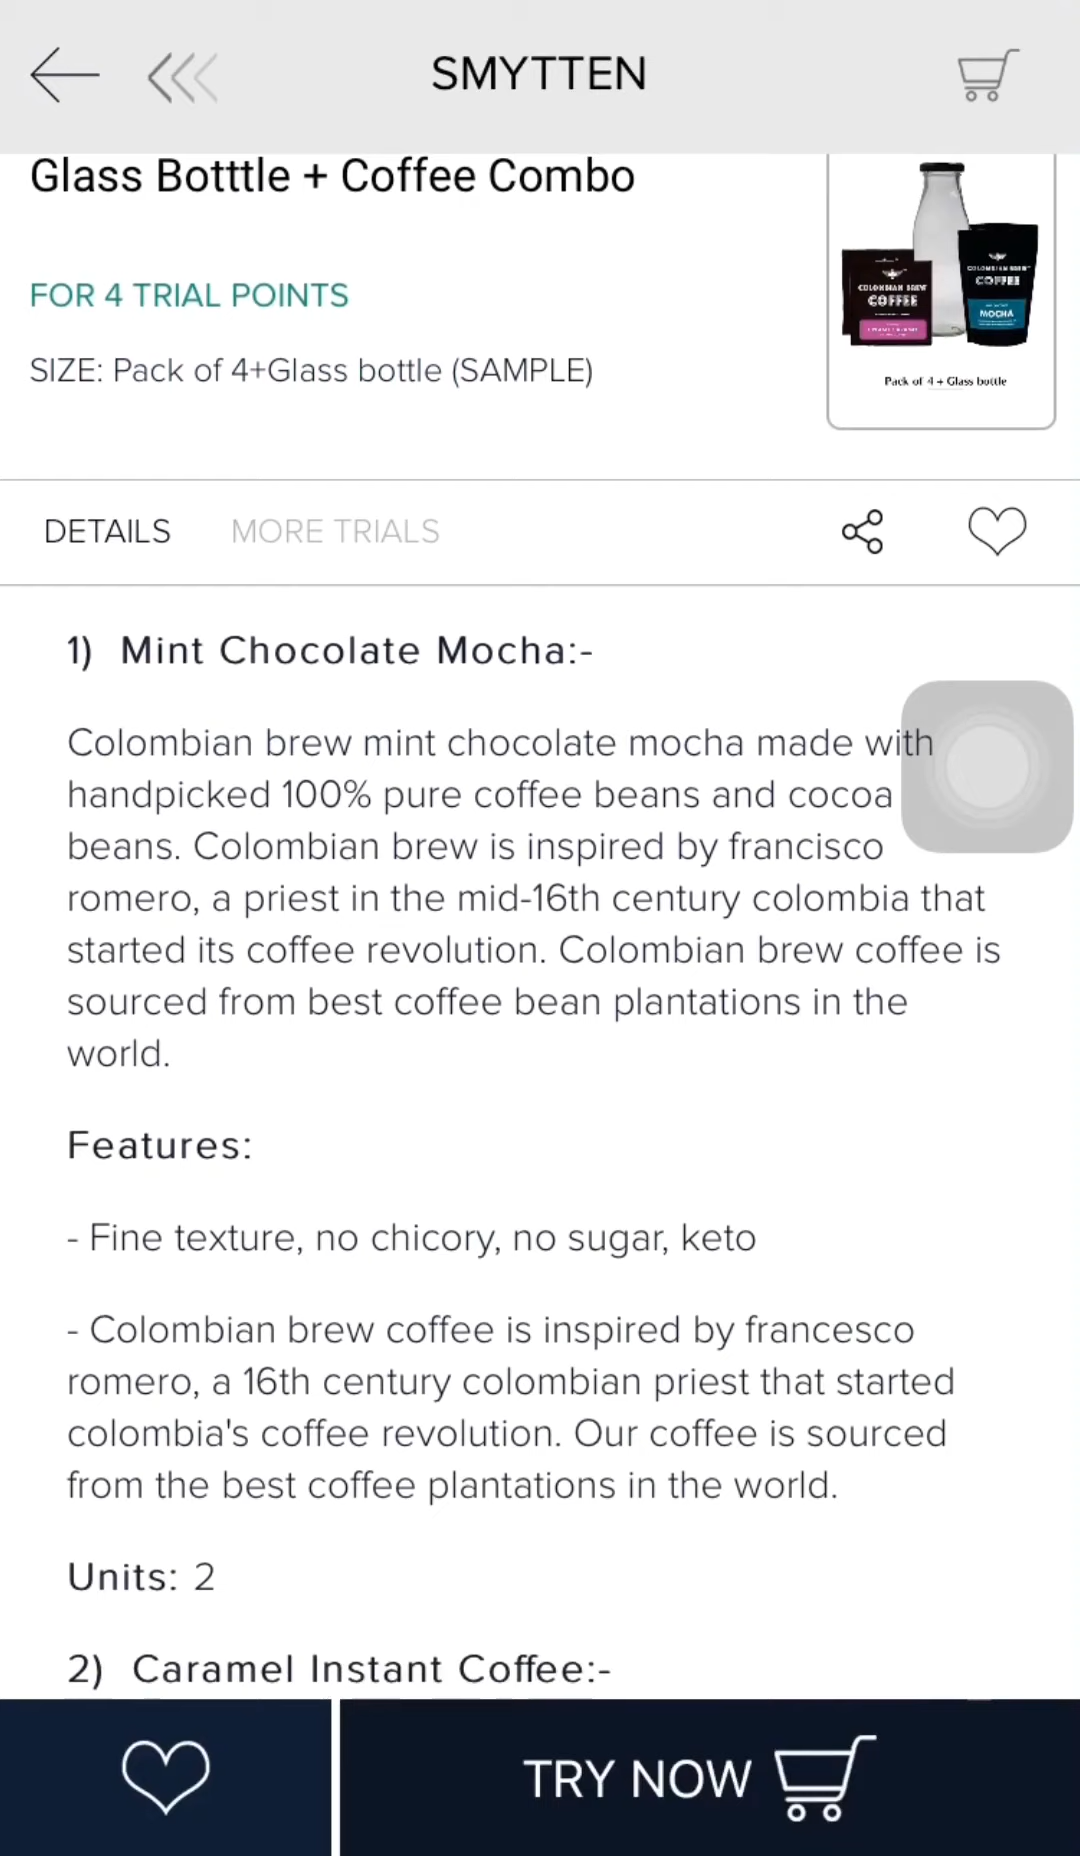 SMYTTEN
Glass Botttle + Coffee Combo
FOR 4 TRIAL POINTS
SIZE: Pack of 4+Glass bottle (SAMPLE)
COLOMBIAN BREW
COFFEE
COLOMBIAN BREW
COFFEE
MOCHA
Pack of 4 + Glass bottle
DETAILS
MORE TRIALS
1) Mint Chocolate Mocha:-
Colombian brew mint chocolate mocha made with
handpicked 100% pure coffee beans and cocoa
beans. Colombian brew is inspired by francisco
romero, a priest in the mid-16th century colombia that
started its coffee revolution. Colombian brew coffee is
sourced from best coffee bean plantations in the
world.
Features:
- Fine texture, no chicory, no sugar, keto
- Colombian brew coffee is inspired by francesco
romero, a 16th century colombian priest that started
colombia's coffee revolution. Our coffee is sourced
from the best coffee plantations in the world.
Units: 2
2) Caramel Instant Coffee:-
TRY NOW